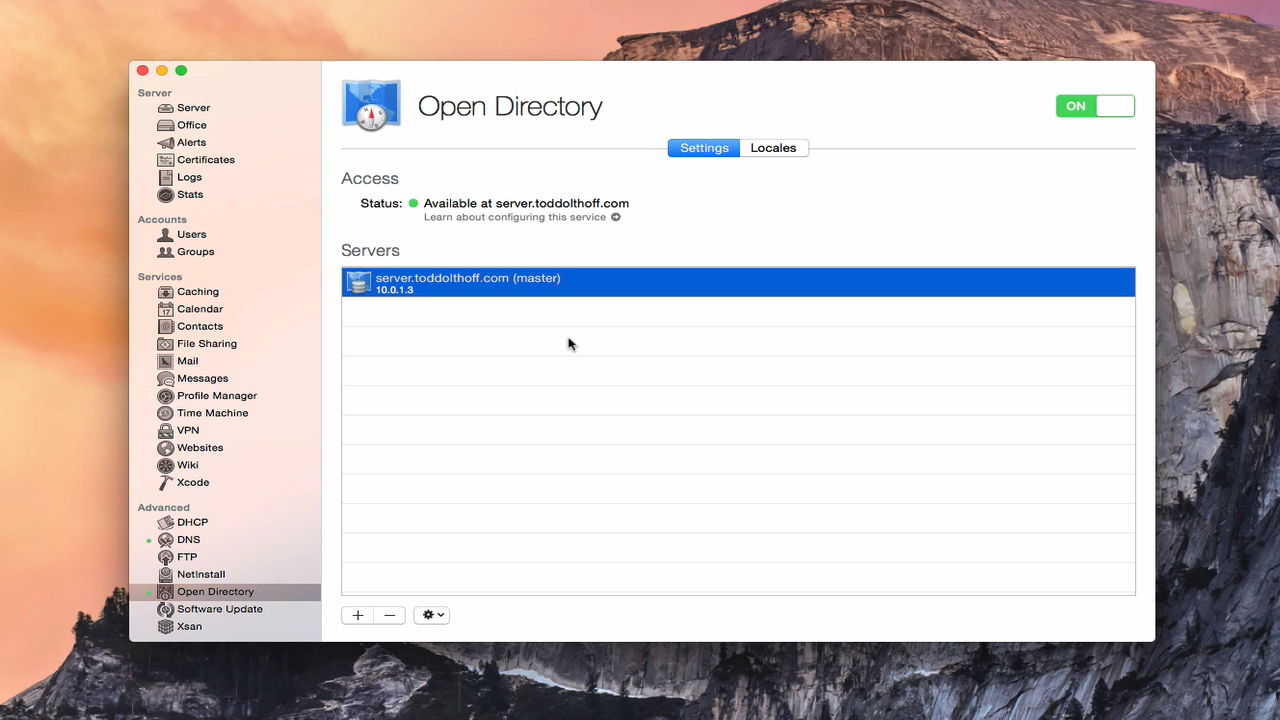 Server
Server
Office
Alerts
Certificates
Logs
Stats
Accounts
Users
Groups
Services
Caching
17
Calendar
Contacts
File Sharing
Mail
Messages
Profile Manager
Time Machine
VPN
Websites
Wiki
Xcode
Advanced
DHCP
DNS
FTP
NetInstall
Open Directory
Software Update
Xsan
Open Directory
ON
Settings Locales
Access
Status: Available at server.toddolthoff.com
Learn about configuring this service
Servers
server.toddolthoff.com (master)
10.0.1.3